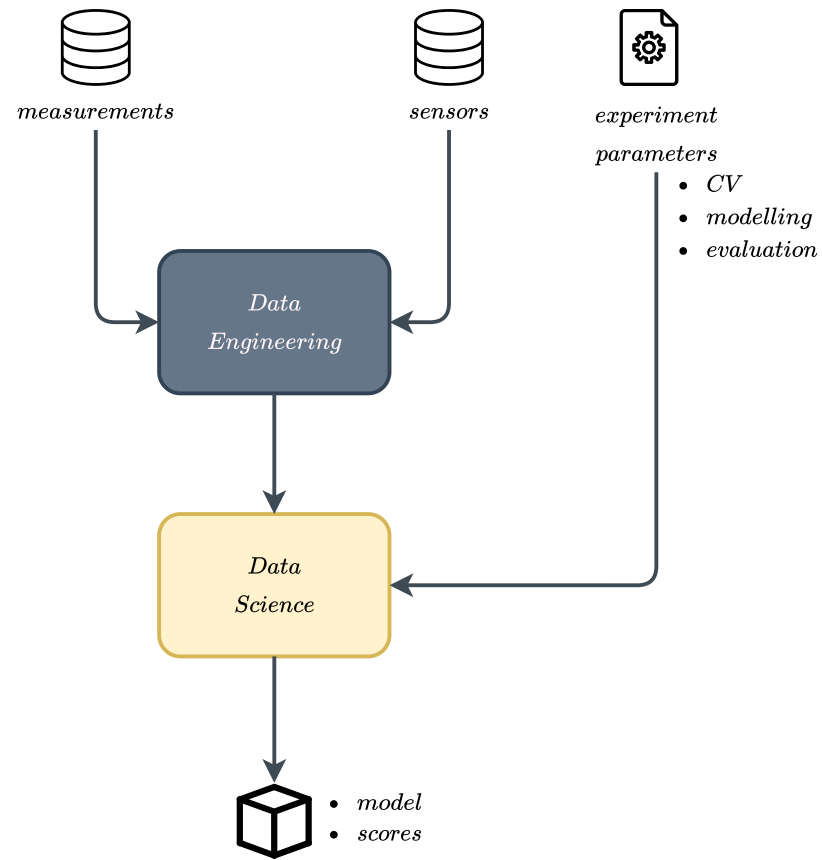 measurements
sensors
experiment
parameters
• CV
• modelling
• evaluation
Data
Engineering
Data
Science
• model
• scores